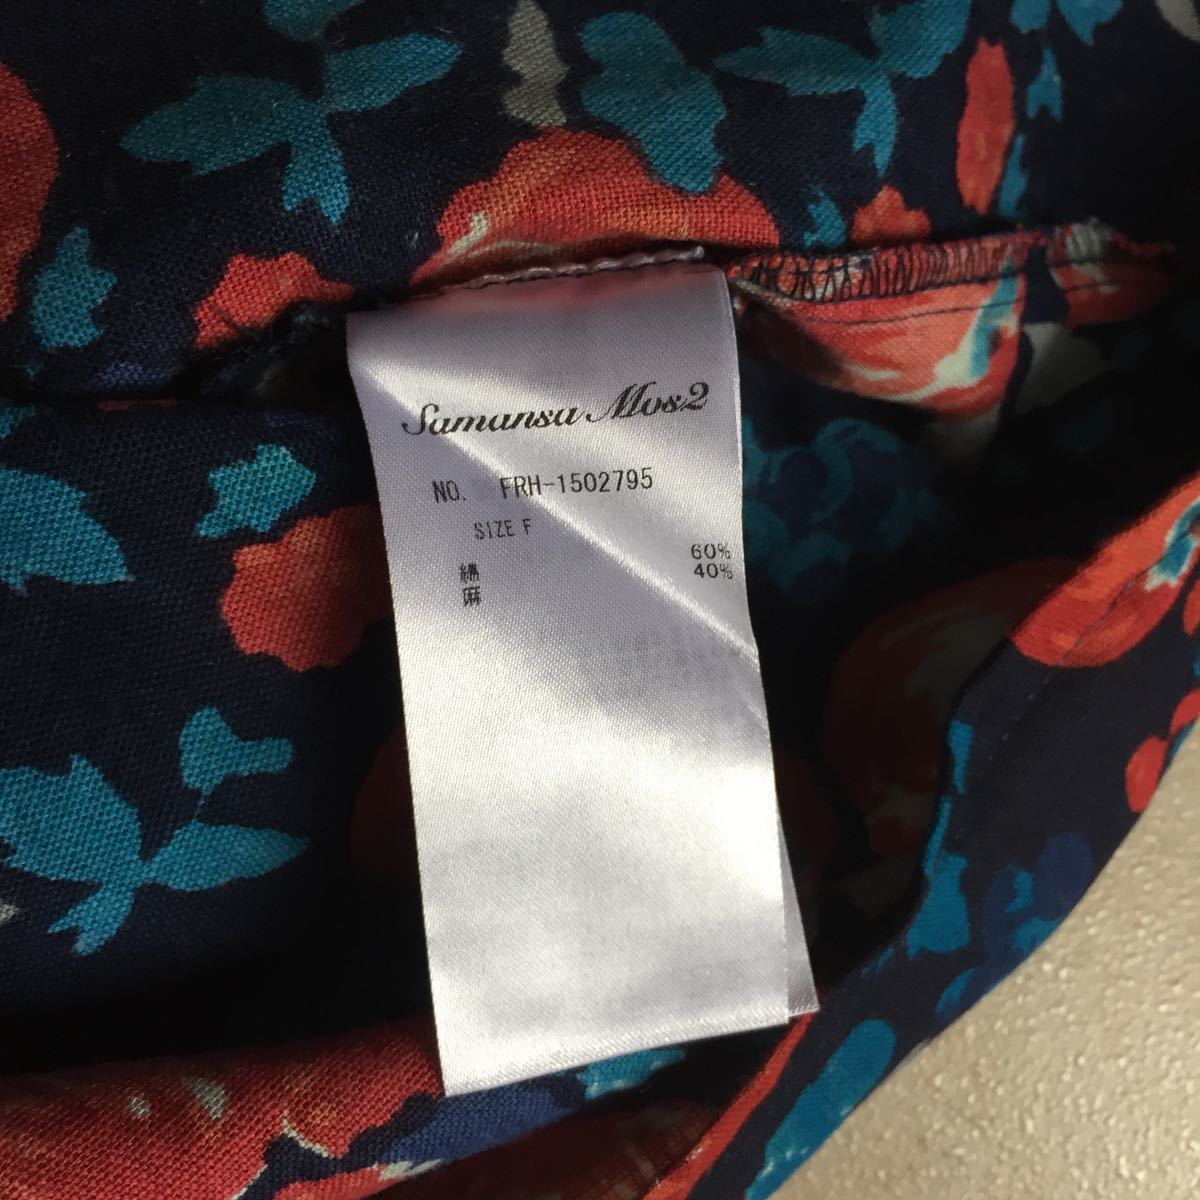 Samansa Mos2
NO. FRH-1502795
SIZE F
綿 60%
麻 40%